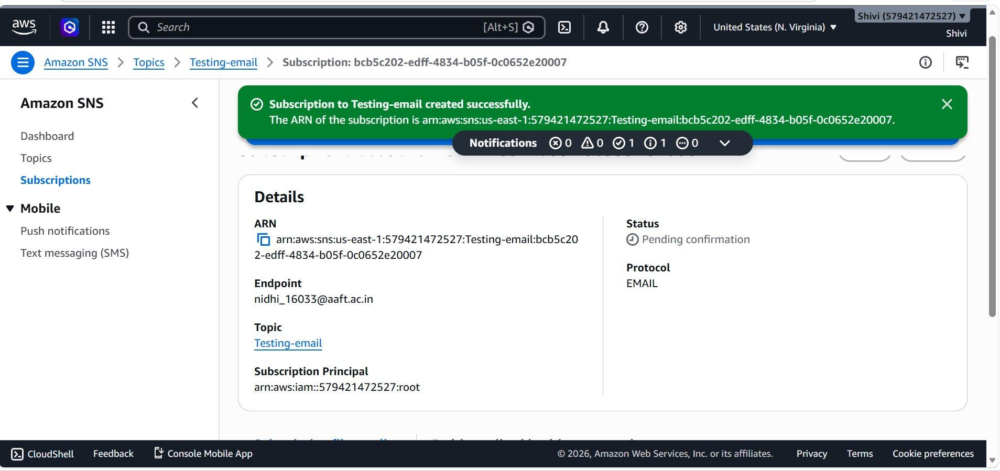 aws
Search
[Alt+S]
United States (N. Virginia)
Shivi (579421472527)
Shivi
Amazon SNS
Topics
Testing-email
Subscription: bcb5c202-edff-4834-b05f-0c0652e20007
Amazon SNS
Dashboard
Topics
Subscriptions
Mobile
Push notifications
Text messaging (SMS)
Subscription to Testing-email created successfully.
The ARN of the subscription is arn:aws:sns:us-east-1:579421472527:Testing-email:bcb5c202-edff-4834-b05f-0c0652e20007.
Notifications 0 0 1 1 0
Details
ARN
arn:aws:sns:us-east-1:579421472527:Testing-email:bcb5c20
2-edff-4834-b05f-0c0652e20007
Endpoint
nidhi_16033@aaft.ac.in
Topic
Testing-email
Subscription Principal
arn:aws:iam::579421472527:root
Status
Pending confirmation
Protocol
EMAIL
CloudShell
Feedback
Console Mobile App
© 2026, Amazon Web Services, Inc. or its affiliates.
Privacy
Terms
Cookie preferences